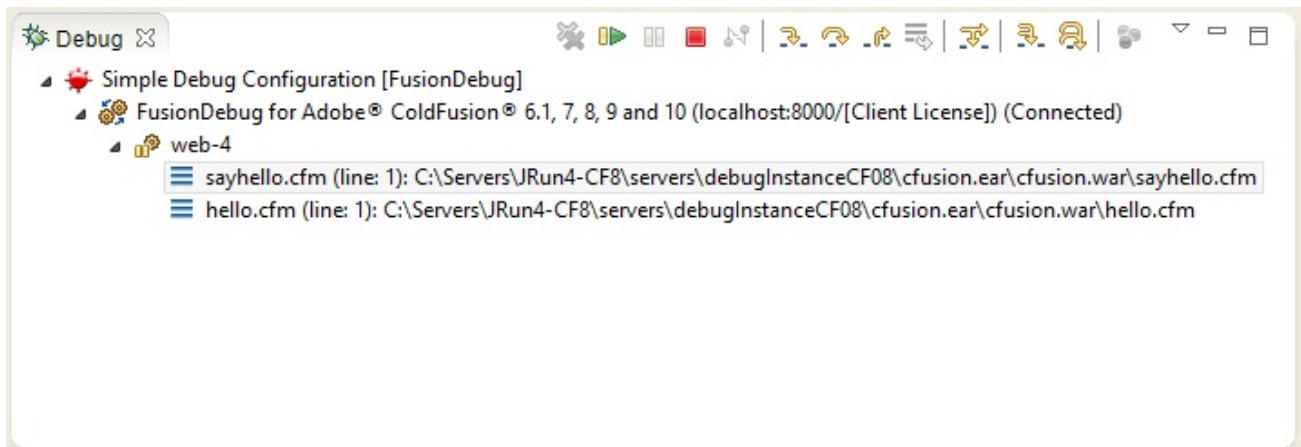 Debug
Simple Debug Configuration [FusionDebug]
FusionDebug for Adobe® ColdFusion® 6.1, 7, 8, 9 and 10 (localhost:8000/[Client License]) (Connected)
web-4
sayhello.cfm (line: 1): C:\Servers\JRun4-CF8\servers\debugInstanceCF08\cfusion.ear\cfusion.war\sayhello.cfm
hello.cfm (line: 1): C:\Servers\JRun4-CF8\servers\debugInstanceCF08\cfusion.ear\cfusion.war\hello.cfm